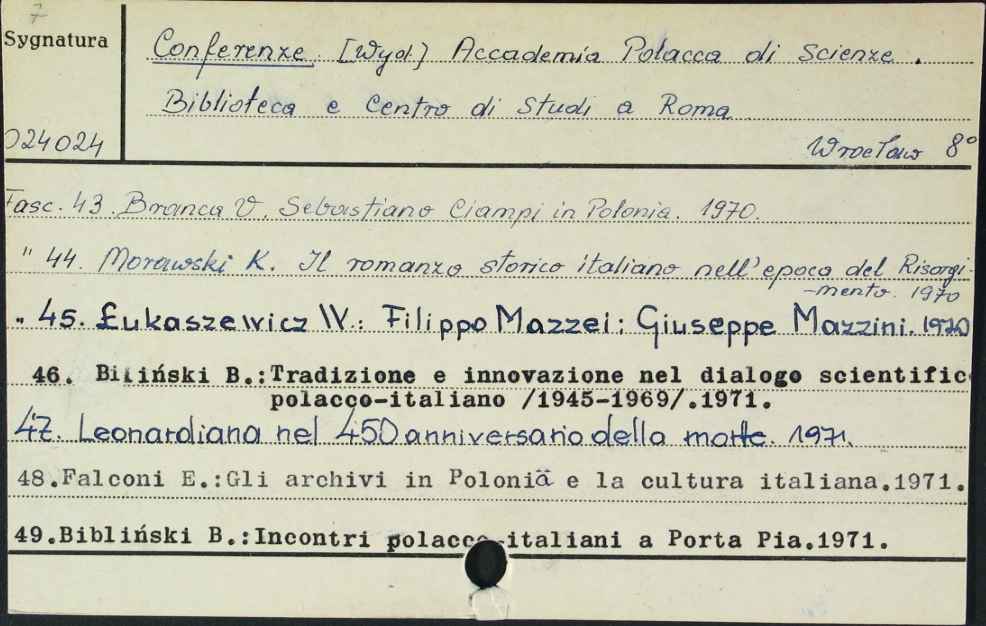 7
Sygnatura
Conferenze. [Wyd.] Accademia Polacca di Scienze.
Biblioteca e Centro di Studi a Roma
024024
Wrocław 8°
Fasc. 43. Branca V. Sebastiano Ciampi in Polonia. 1970.
" 44. Morawski K. Il romanzo storico italiano nell'epoca del Risorgi-
-mento. 1970
" 45. Łukaszewicz W.: Filippo Mazzei; Giuseppe Mazzini. 1970
46. Biliński B.:Tradizione e innovazione nel dialogo scientific
polacco-italiano /1945-1969/.1971.
47. Leonardiana nel 450 anniversario della morte. 1971.
48.Falconi E.:Gli archivi in Polonia e la cultura italiana.1971.
49.Bibliński B.:Incontri polacco-italiani a Porta Pia.1971.